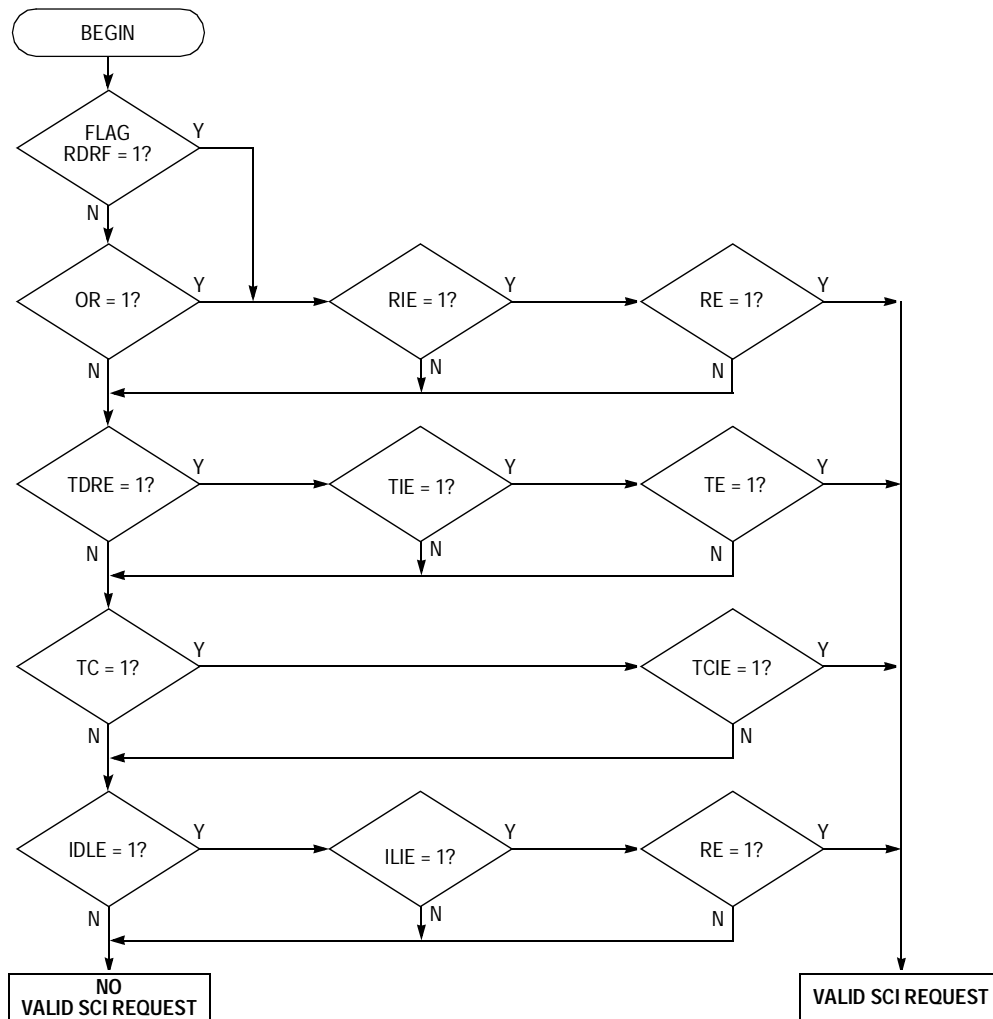 BEGIN
FLAG
RDRF = 1?
Y
N
OR = 1?
Y
RIE = 1?
Y
RE = 1?
Y
N
N
N
TDRE = 1?
Y
TIE = 1?
Y
TE = 1?
Y
N
N
N
TC = 1?
Y
TCIE = 1?
Y
N
N
IDLE = 1?
Y
ILIE = 1?
Y
RE = 1?
Y
N
N
N
NO
VALID SCI REQUEST
VALID SCI REQUEST